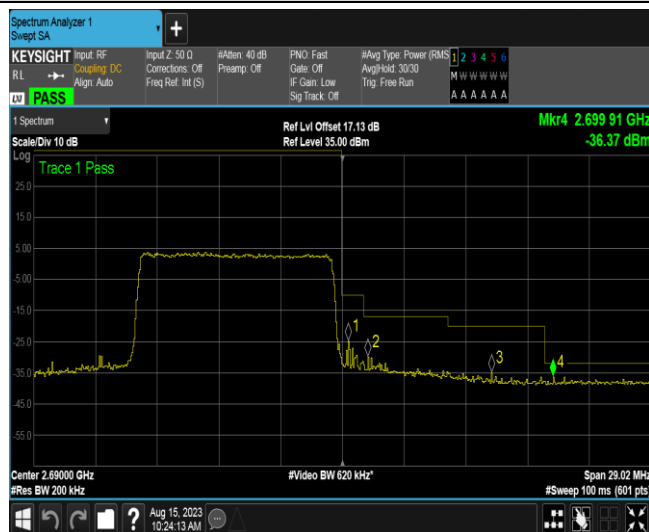 Spectrum Analyzer 1
Swept SA
+
KEYSIGHT
RL
LXI PASS
Input: RF
Coupling: DC
Align: Auto
Input Z: 50 Ω
Corrections: Off
Freq Ref: Int (S)
#Atten: 40 dB
Preamp: Off
PNO: Fast
Gate: Off
IF Gain: Low
Sig Track: Off
#Avg Type: Power (RMS
Avg|Hold: 30/30
Trig: Free Run
1 2 3 4 5 6
M W W W W W
A A A A A A
1 Spectrum
Scale/Div 10 dB
Ref Lvl Offset 17.13 dB
Ref Level 35.00 dBm
Mkr4 2.699 91 GHz
-36.37 dBm
Log
Trace 1 Pass
25.0
15.0
5.00
-5.00
-15.0
-25.0
-35.0
-45.0
-55.0
1
2
3
4
Center 2.69000 GHz
#Res BW 200 kHz
#Video BW 620 kHz*
Span 29.02 MHz
#Sweep 100 ms (601 pts)
?
Aug 15, 2023
10:24:13 AM